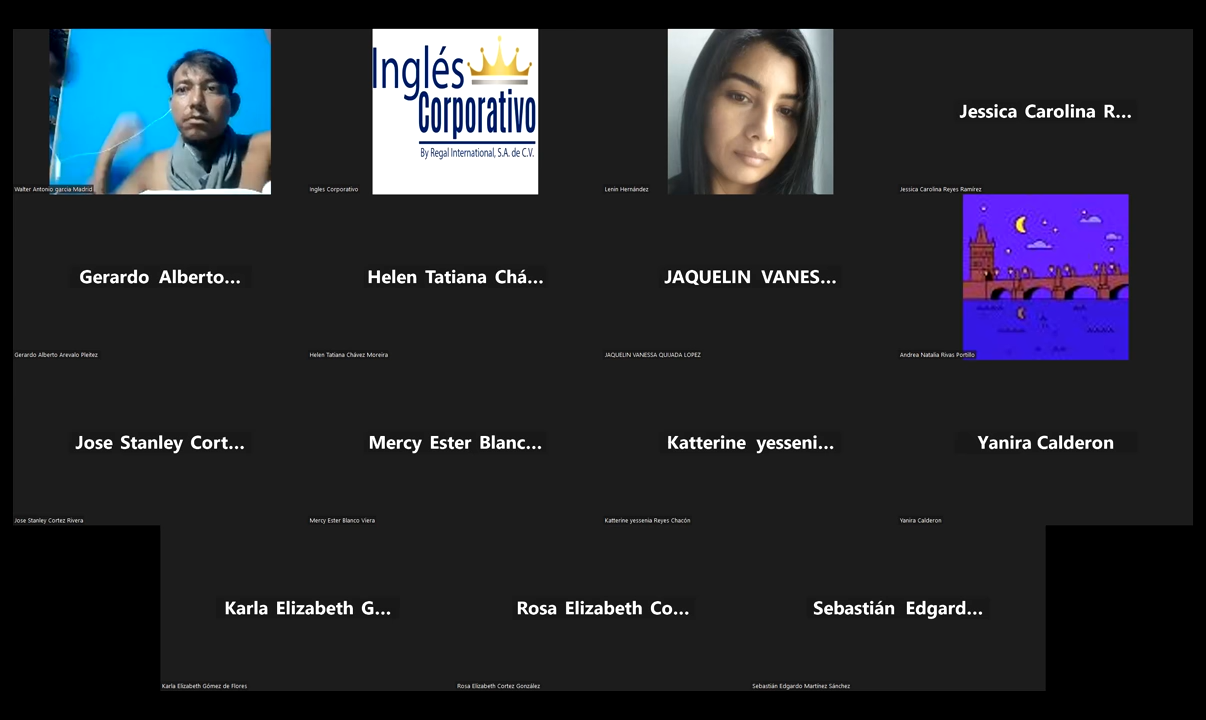 Inglés
Corporativo
By Regal International, S.A. de C.V.
Jessica Carolina R...
Walter Antonio garcia Madrid
Ingles Corporativo
Lenin Hernández
Jessica Carolina Reyes Ramírez
Gerardo Alberto...
Helen Tatiana Chá...
JAQUELIN VANES...
Gerardo Alberto Arevalo Pleitez
Helen Tatiana Chávez Moreira
JAQUELIN VANESSA QUIJADA LOPEZ
Andrea Natalia Rivas Portillo
Jose Stanley Cort...
Mercy Ester Blanc...
Katterine yesseni...
Yanira Calderon
Jose Stanley Cortez Rivera
Mercy Ester Blanco Viera
Katterine yessenia Reyes Chacón
Yanira Calderon
Karla Elizabeth G...
Rosa Elizabeth Co...
Sebastián Edgard...
Karla Elizabeth Gómez de Flores
Rosa Elizabeth Cortez González
Sebastián Edgardo Martínez Sánchez